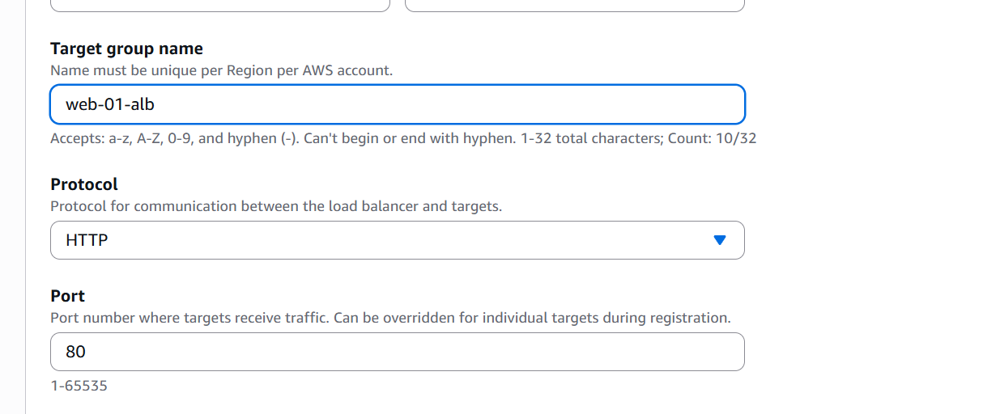 Target group name
Name must be unique per Region per AWS account.
web-01-alb
Accepts: a-z, A-Z, 0-9, and hyphen (-). Can't begin or end with hyphen. 1-32 total characters; Count: 10/32
Protocol
Protocol for communication between the load balancer and targets.
HTTP
Port
Port number where targets receive traffic. Can be overridden for individual targets during registration.
80
1-65535